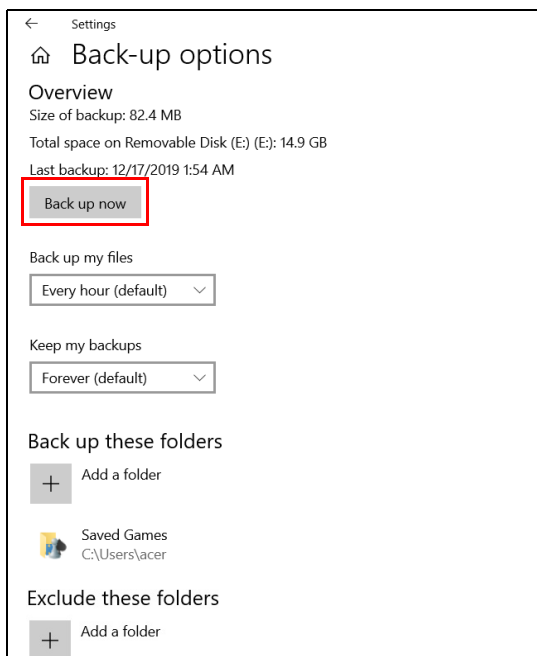 Settings
Back-up options
Overview
Size of backup: 82.4 MB
Total space on Removable Disk (E:) (E:): 14.9 GB
Last backup: 12/17/2019 1:54 AM
Back up now
Back up my files
Every hour (default)
Keep my backups
Forever (default)
Back up these folders
Add a folder
Saved Games
C:\Users\acer
Exclude these folders
Add a folder